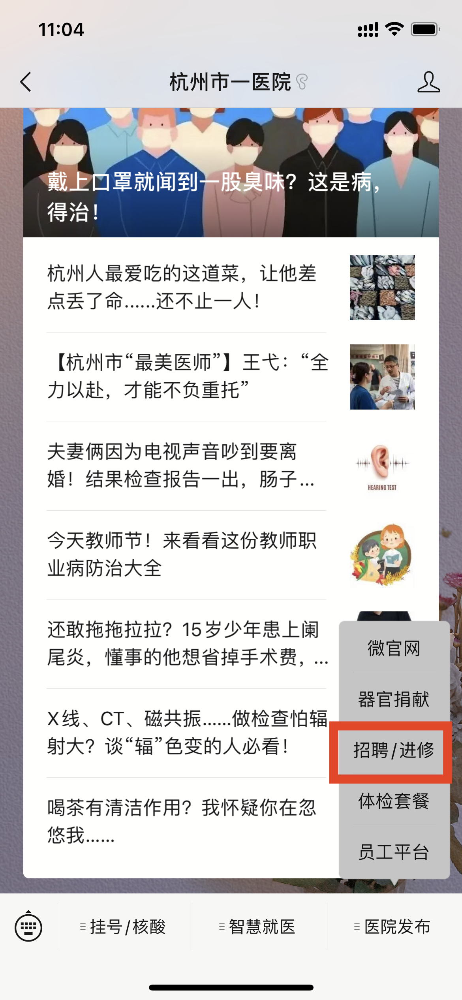 11:04
杭州市一医院
戴上口罩就闻到一股臭味？这是病，
得治！
杭州人最爱吃的这道菜，让他差
点丢了命......还不止一人！
【杭州市“最美医师”】王弋：“全
力以赴，才能不负重托”
夫妻俩因为电视声音吵到要离
婚！结果检查报告一出，肠子...
HEARING TEST
今天教师节！来看看这份教师职
业病防治大全
还敢拖拖拉拉？15岁少年患上阑
尾炎，懂事的他想省掉手术费，...
X线、CT、磁共振......做检查怕辐
射大？谈“辐”色变的人必看！
喝茶有清洁作用？我怀疑你在忽
悠我......
微官网
器官捐献
招聘/进修
体检套餐
员工平台
挂号/核酸
智慧就医
医院发布